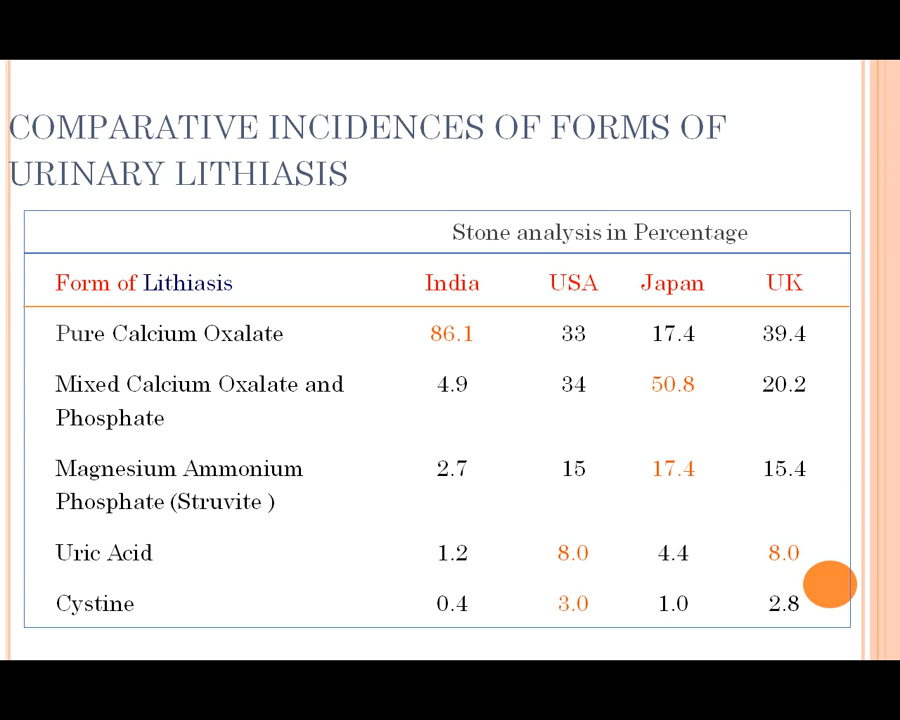 COMPARATIVE INCIDENCES OF FORMS OF
URINARY LITHIASIS
Stone analysis in Percentage
Form of Lithiasis India USA Japan UK
Pure Calcium Oxalate 86.1 33 17.4 39.4
Mixed Calcium Oxalate and 4.9 34 50.8 20.2
Phosphate
Magnesium Ammonium 2.7 15 17.4 15.4
Phosphate (Struvite )
Uric Acid 1.2 8.0 4.4 8.0
Cystine 0.4 3.0 1.0 2.8